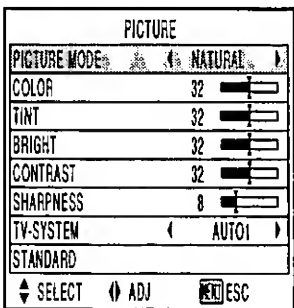 PICTURE
PICTURE MODE NATURAL
COLOR 32
TINT 32
BRIGHT 32
CONTRAST 32
SHARPNESS 8
TV-SYSTEM AUTO1
STANDARD
SELECT ADJ MENU ESC